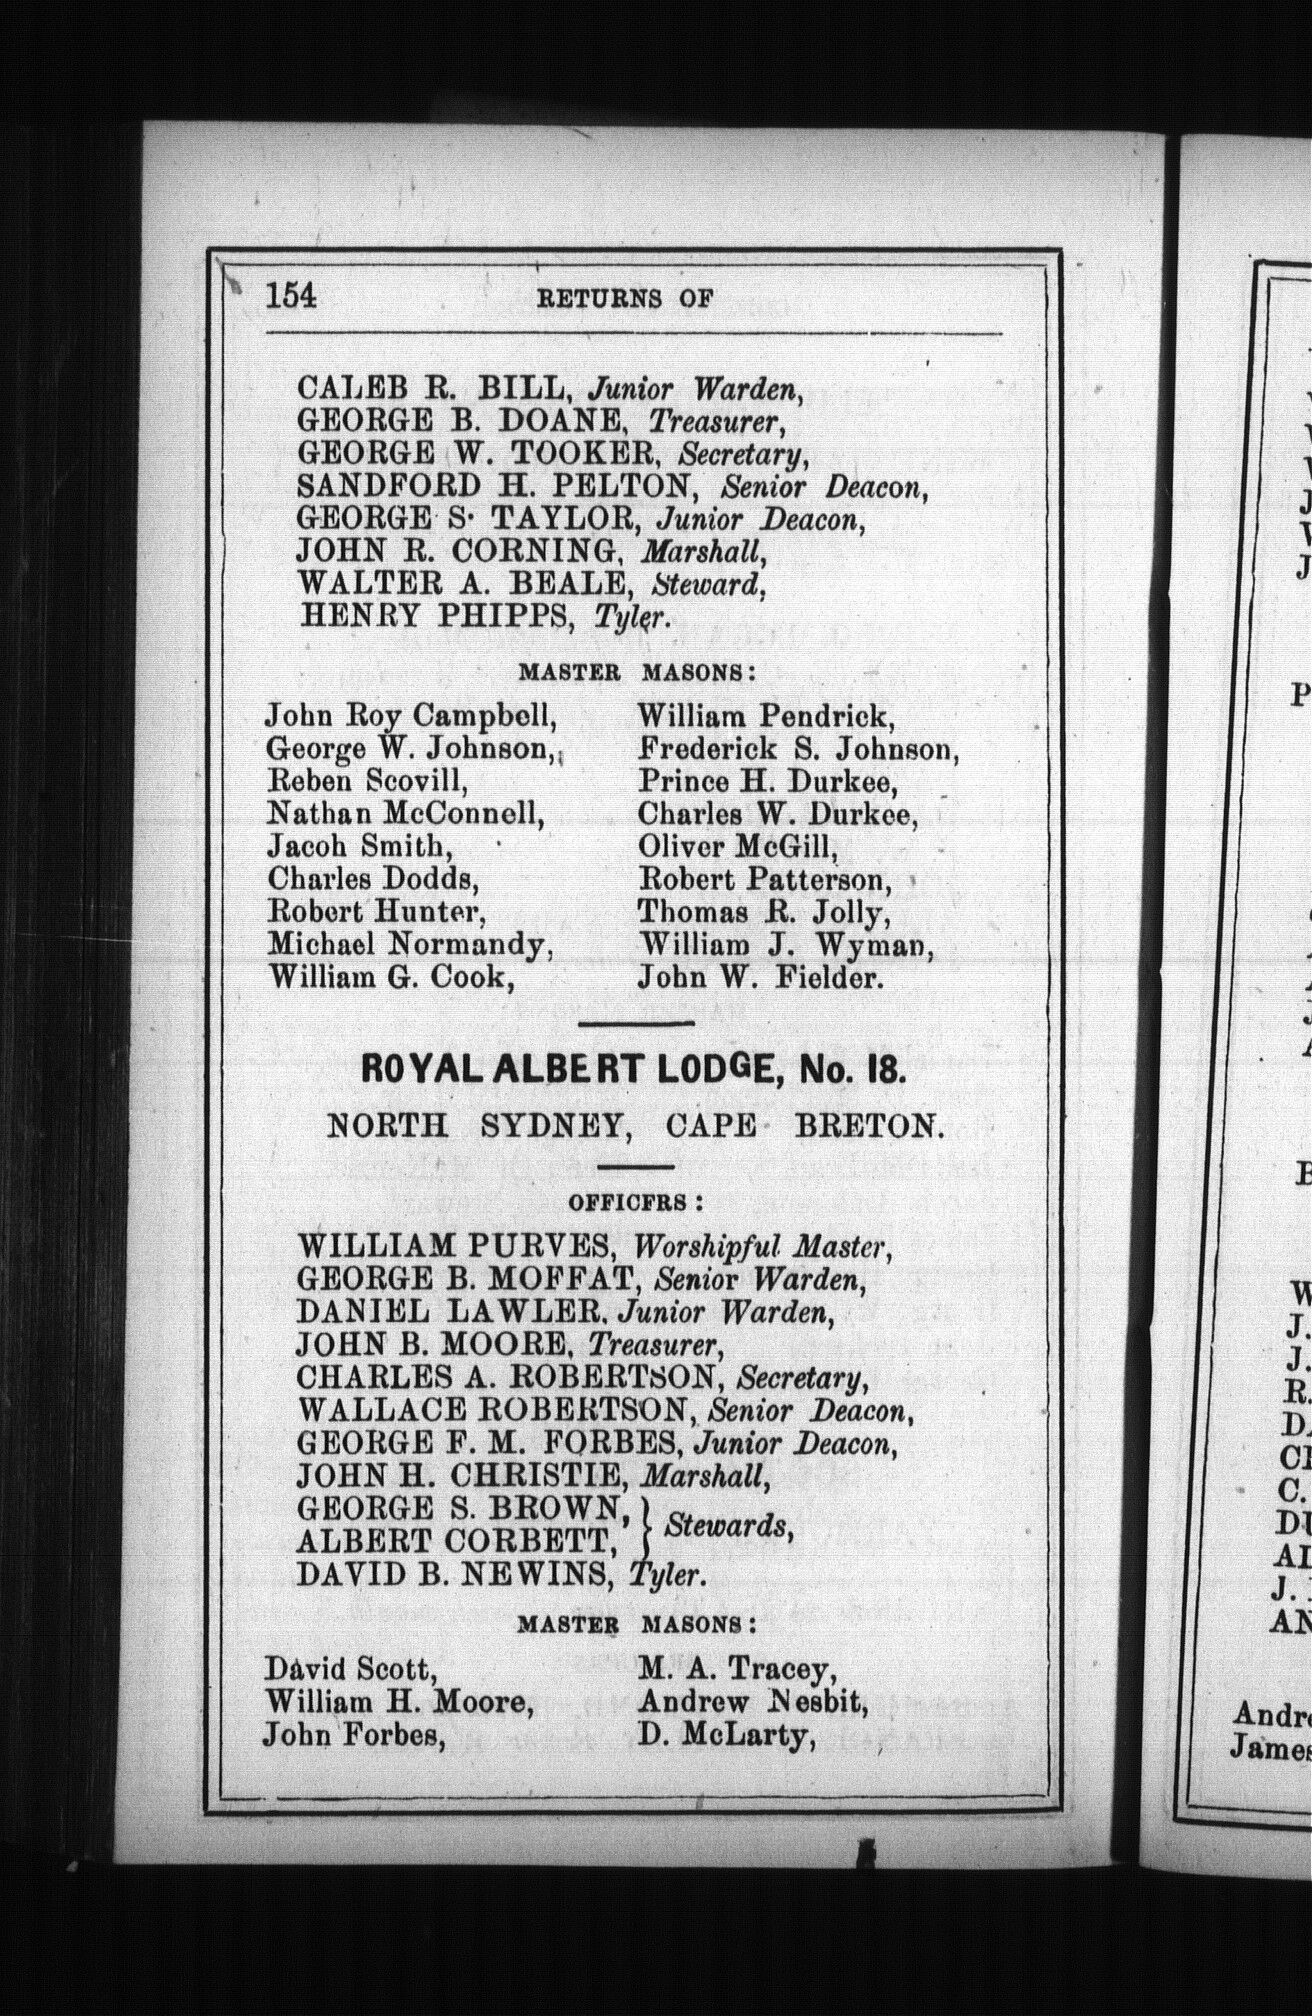 154 RETURNS OF
CALEB R. BILL, Junior Warden,
GEORGE B. DOANE, Treasurer,
GEORGE W. TOOKER, Secretary,
SANDFORD H. PELTON, Senior Deacon,
GEORGE S. TAYLOR, Junior Deacon,
JOHN R. CORNING, Marshall,
WALTER A. BEALE, Steward,
HENRY PHIPPS, Tyler.
MASTER MASONS:
John Roy Campbell, William Pendrick,
George W. Johnson, Frederick S. Johnson,
Reben Scovill, Prince H. Durkee,
Nathan McConnell, Charles W. Durkee,
Jacoh Smith, Oliver McGill,
Charles Dodds, Robert Patterson,
Robert Hunter, Thomas R. Jolly,
Michael Normandy, William J. Wyman,
William G. Cook, John W. Fielder.
ROYAL ALBERT LODGE, No. 18.
NORTH SYDNEY, CAPE BRETON.
OFFICFRS:
WILLIAM PURVES, Worshipful Master,
GEORGE B. MOFFAT, Senior Warden,
DANIEL LAWLER, Junior Warden,
JOHN B. MOORE, Treasurer,
CHARLES A. ROBERTSON, Secretary,
WALLACE ROBERTSON, Senior Deacon,
GEORGE F. M. FORBES, Junior Deacon,
JOHN H. CHRISTIE, Marshall,
GEORGE S. BROWN, } Stewards,
ALBERT CORBETT,
DAVID B. NEWINS, Tyler.
MASTER MASONS:
David Scott, M. A. Tracey,
William H. Moore, Andrew Nesbit,
John Forbes, D. McLarty,